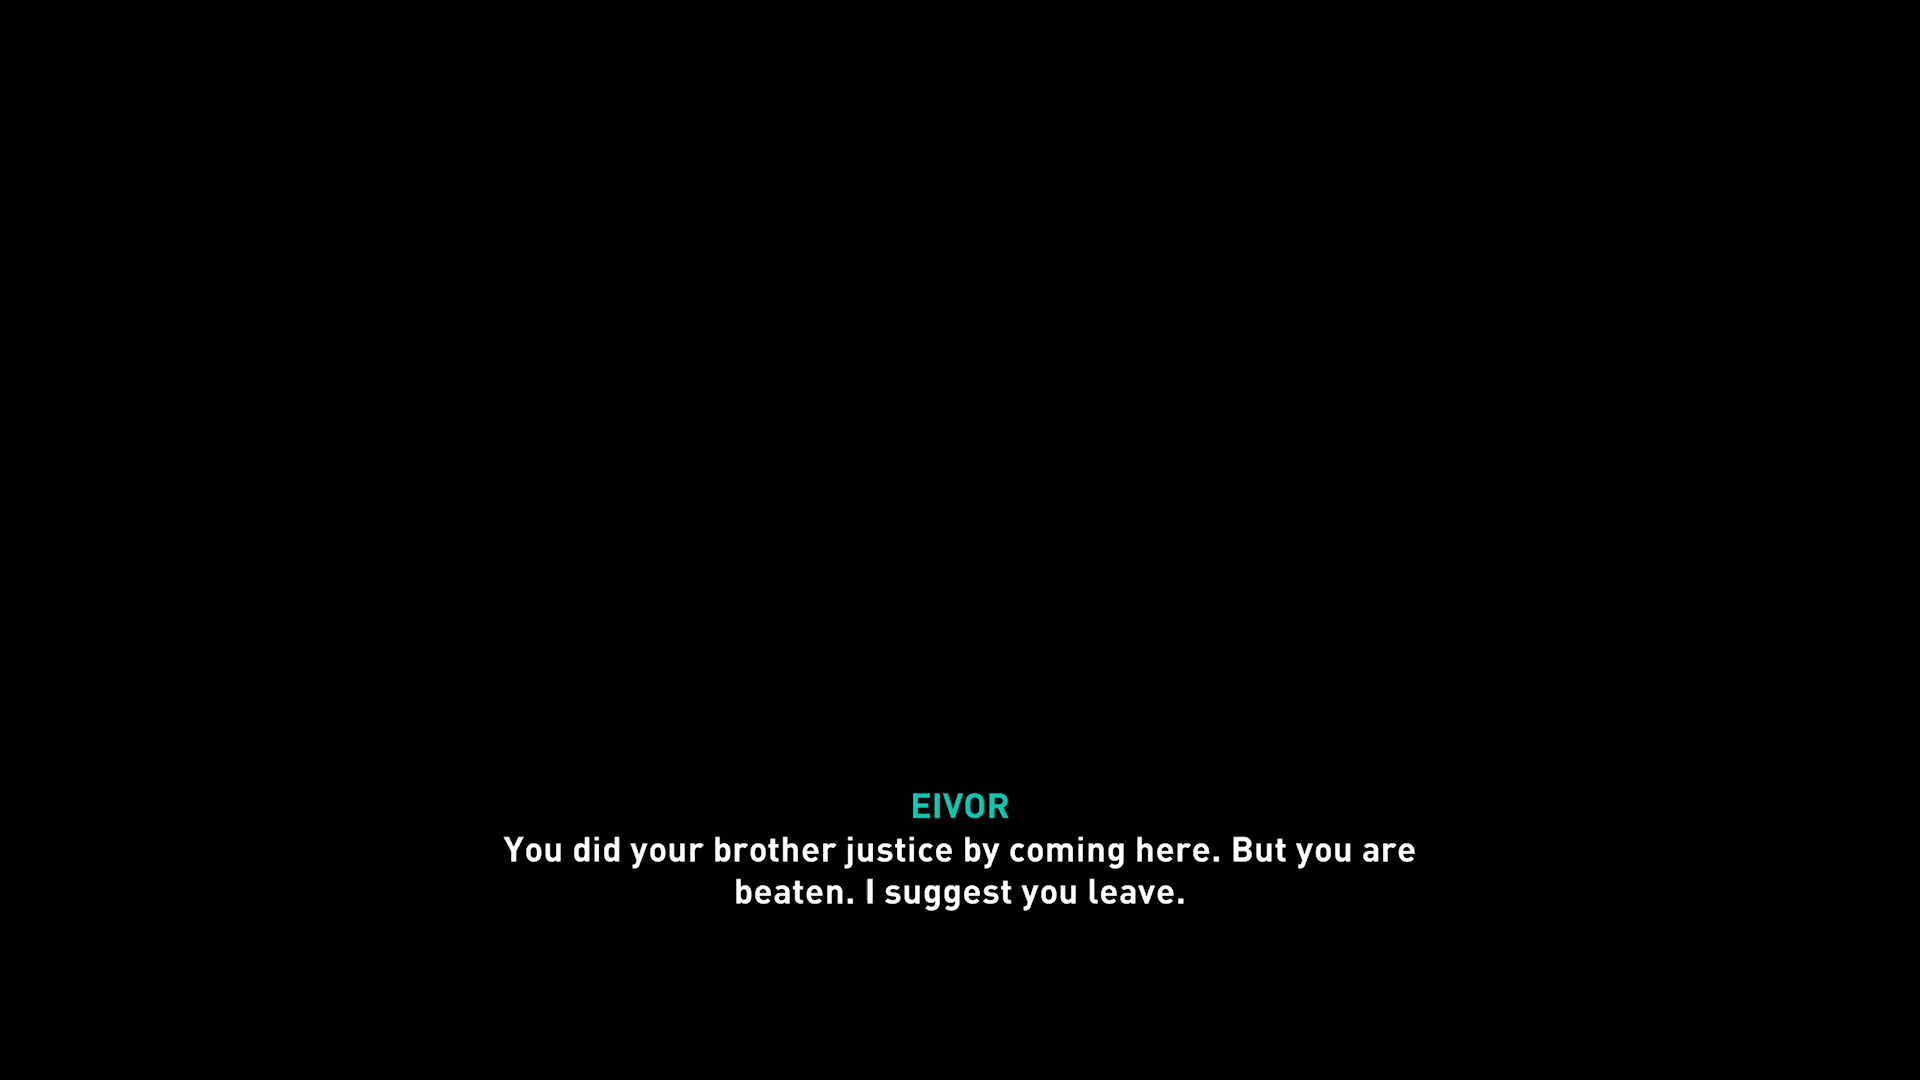 EIVOR
You did your brother justice by coming here. But you are
beaten. I suggest you leave.